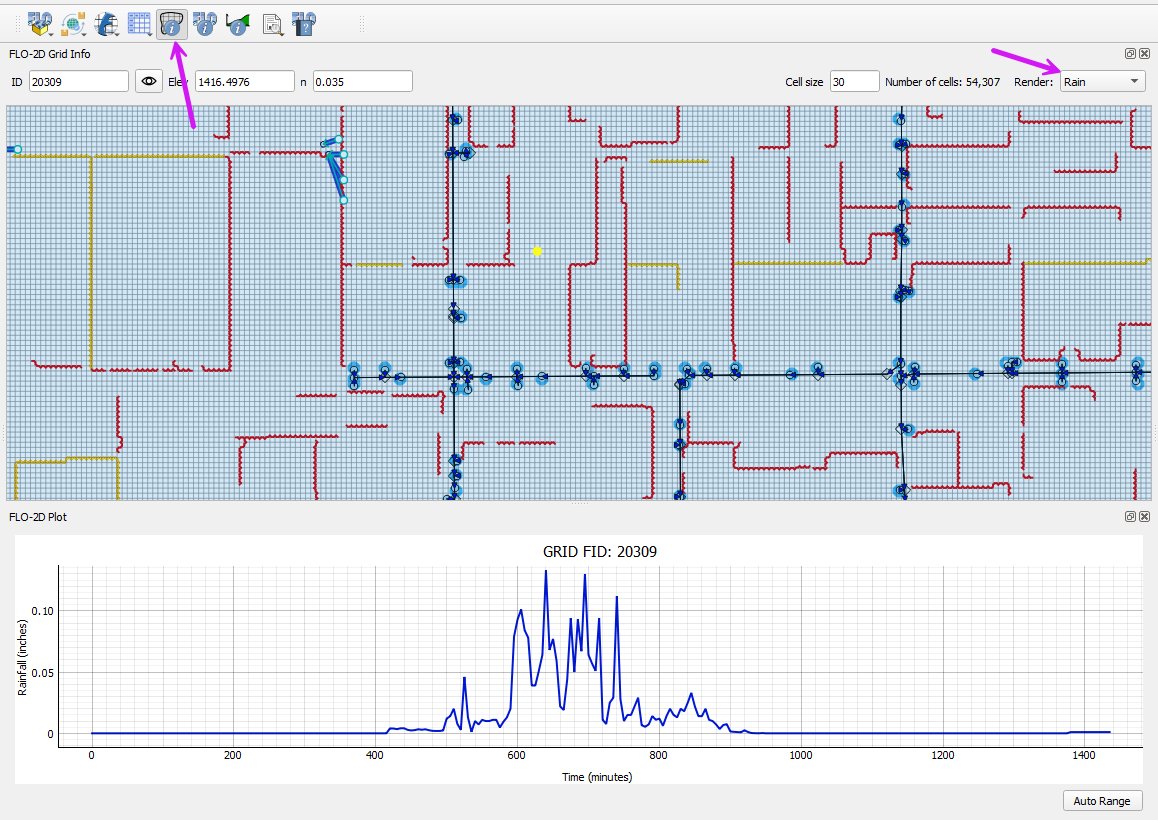 FLO-2D Grid Info
ID 20309 Elev 1416.4976 n 0.035 Cell size 30 Number of cells: 54,307 Render: Rain
FLO-2D Plot
GRID FID: 20309
0.10
0.05
0
Rainfall (inches)
0 200 400 600 800 1000 1200 1400
Time (minutes)
Auto Range